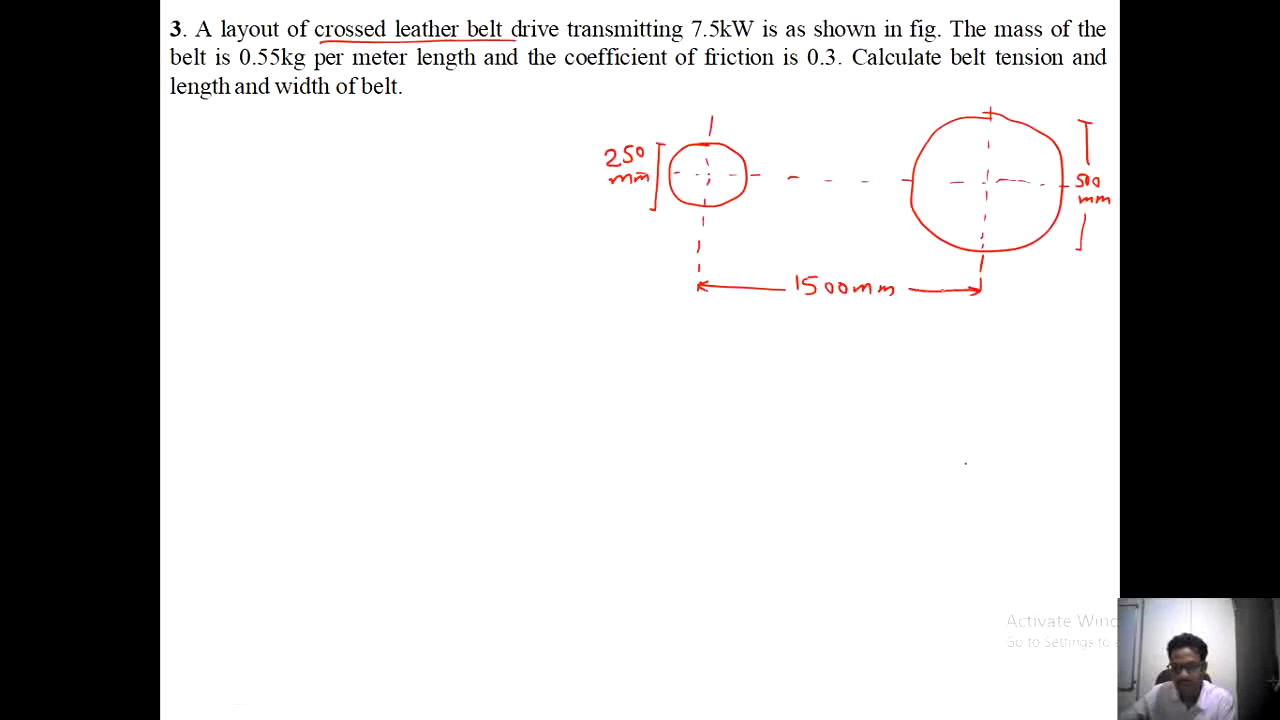 3. A layout of crossed leather belt drive transmitting 7.5kW is as shown in fig. The mass of the
belt is 0.55kg per meter length and the coefficient of friction is 0.3. Calculate belt tension and
length and width of belt.
250
mm
500
mm
1500mm
Activate Winc
Go to Settings to